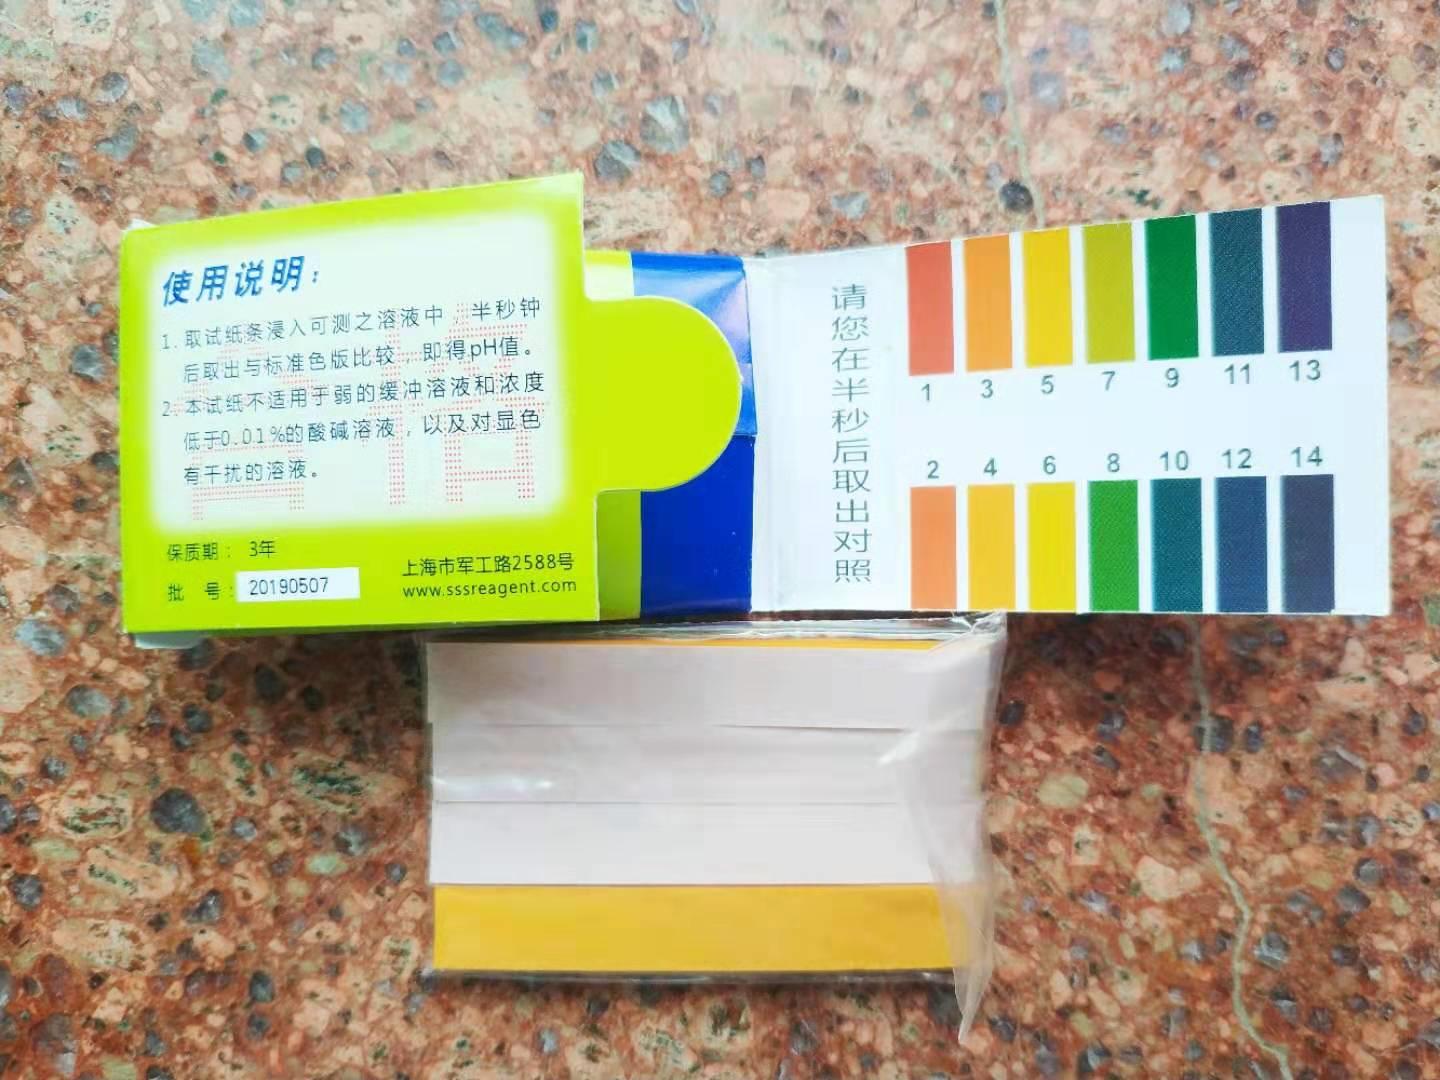 使用说明：
1. 取试纸条浸入可测之溶液中，半秒钟
后取出与标准色版比较，即得pH值。
2. 本试纸不适用于弱的缓冲溶液和浓度
低于0.01%的酸碱溶液，以及对显色
有干扰的溶液。
保质期： 3年
批 号： 20190507
上海市军工路2588号
www.sssreagent.com
请您在半秒后取出对照
1 3 5 7 9 11 13
2 4 6 8 10 12 14